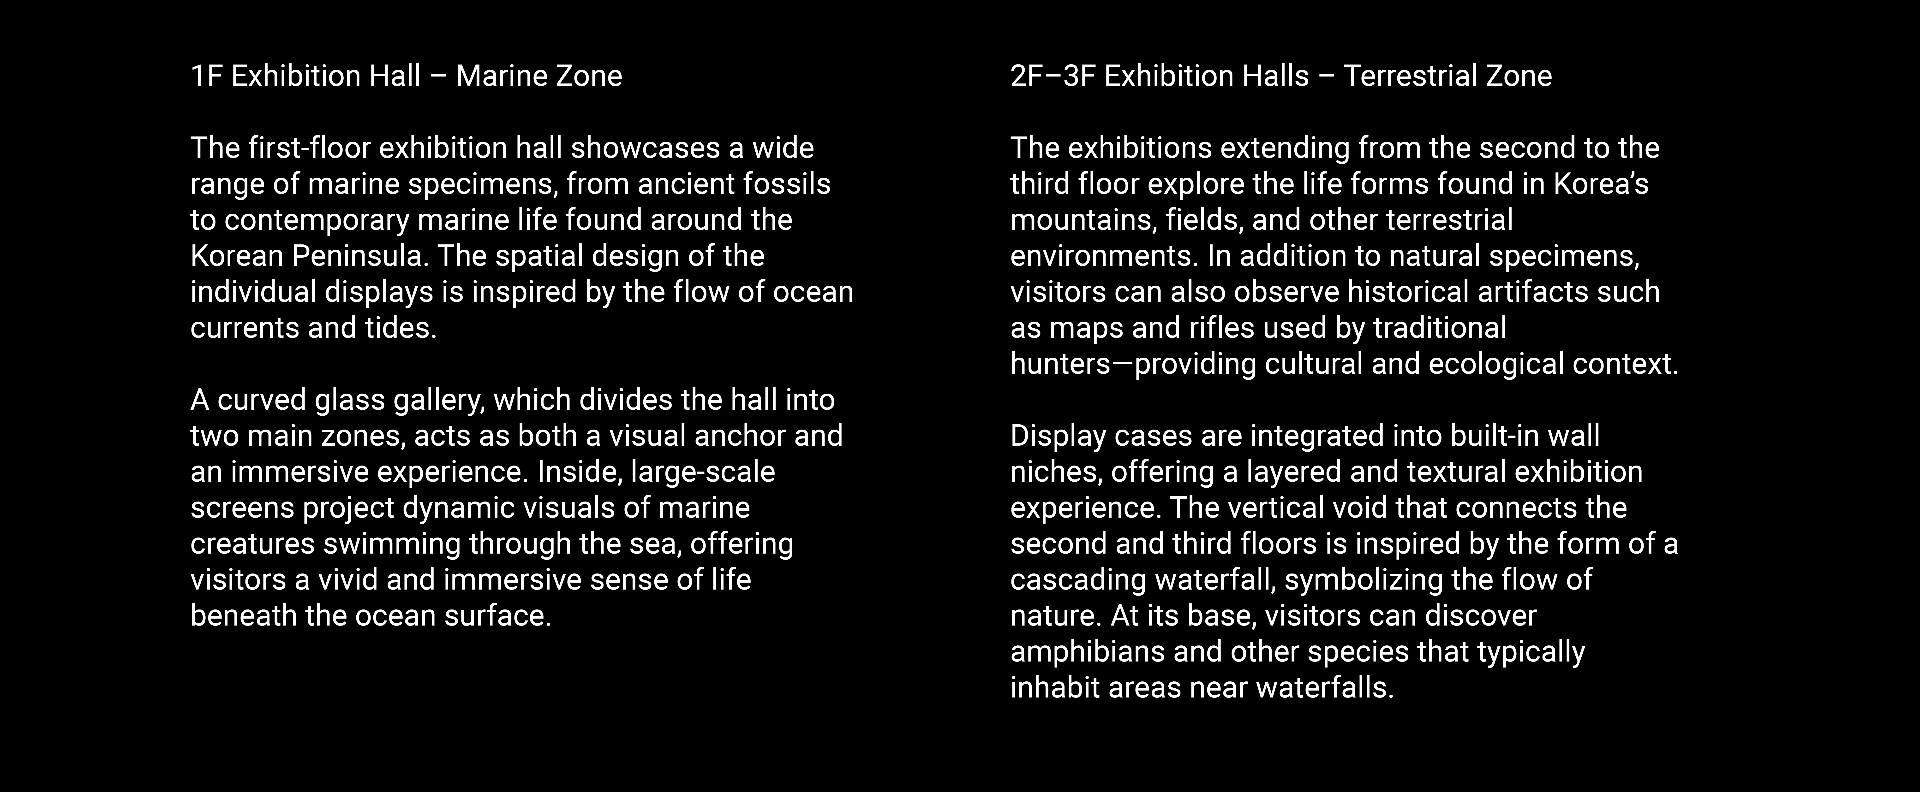 1F Exhibition Hall – Marine Zone
The first-floor exhibition hall showcases a wide
range of marine specimens, from ancient fossils
to contemporary marine life found around the
Korean Peninsula. The spatial design of the
individual displays is inspired by the flow of ocean
currents and tides.
A curved glass gallery, which divides the hall into
two main zones, acts as both a visual anchor and
an immersive experience. Inside, large-scale
screens project dynamic visuals of marine
creatures swimming through the sea, offering
visitors a vivid and immersive sense of life
beneath the ocean surface.
2F–3F Exhibition Halls – Terrestrial Zone
The exhibitions extending from the second to the
third floor explore the life forms found in Korea’s
mountains, fields, and other terrestrial
environments. In addition to natural specimens,
visitors can also observe historical artifacts such
as maps and rifles used by traditional
hunters—providing cultural and ecological context.
Display cases are integrated into built-in wall
niches, offering a layered and textural exhibition
experience. The vertical void that connects the
second and third floors is inspired by the form of a
cascading waterfall, symbolizing the flow of
nature. At its base, visitors can discover
amphibians and other species that typically
inhabit areas near waterfalls.